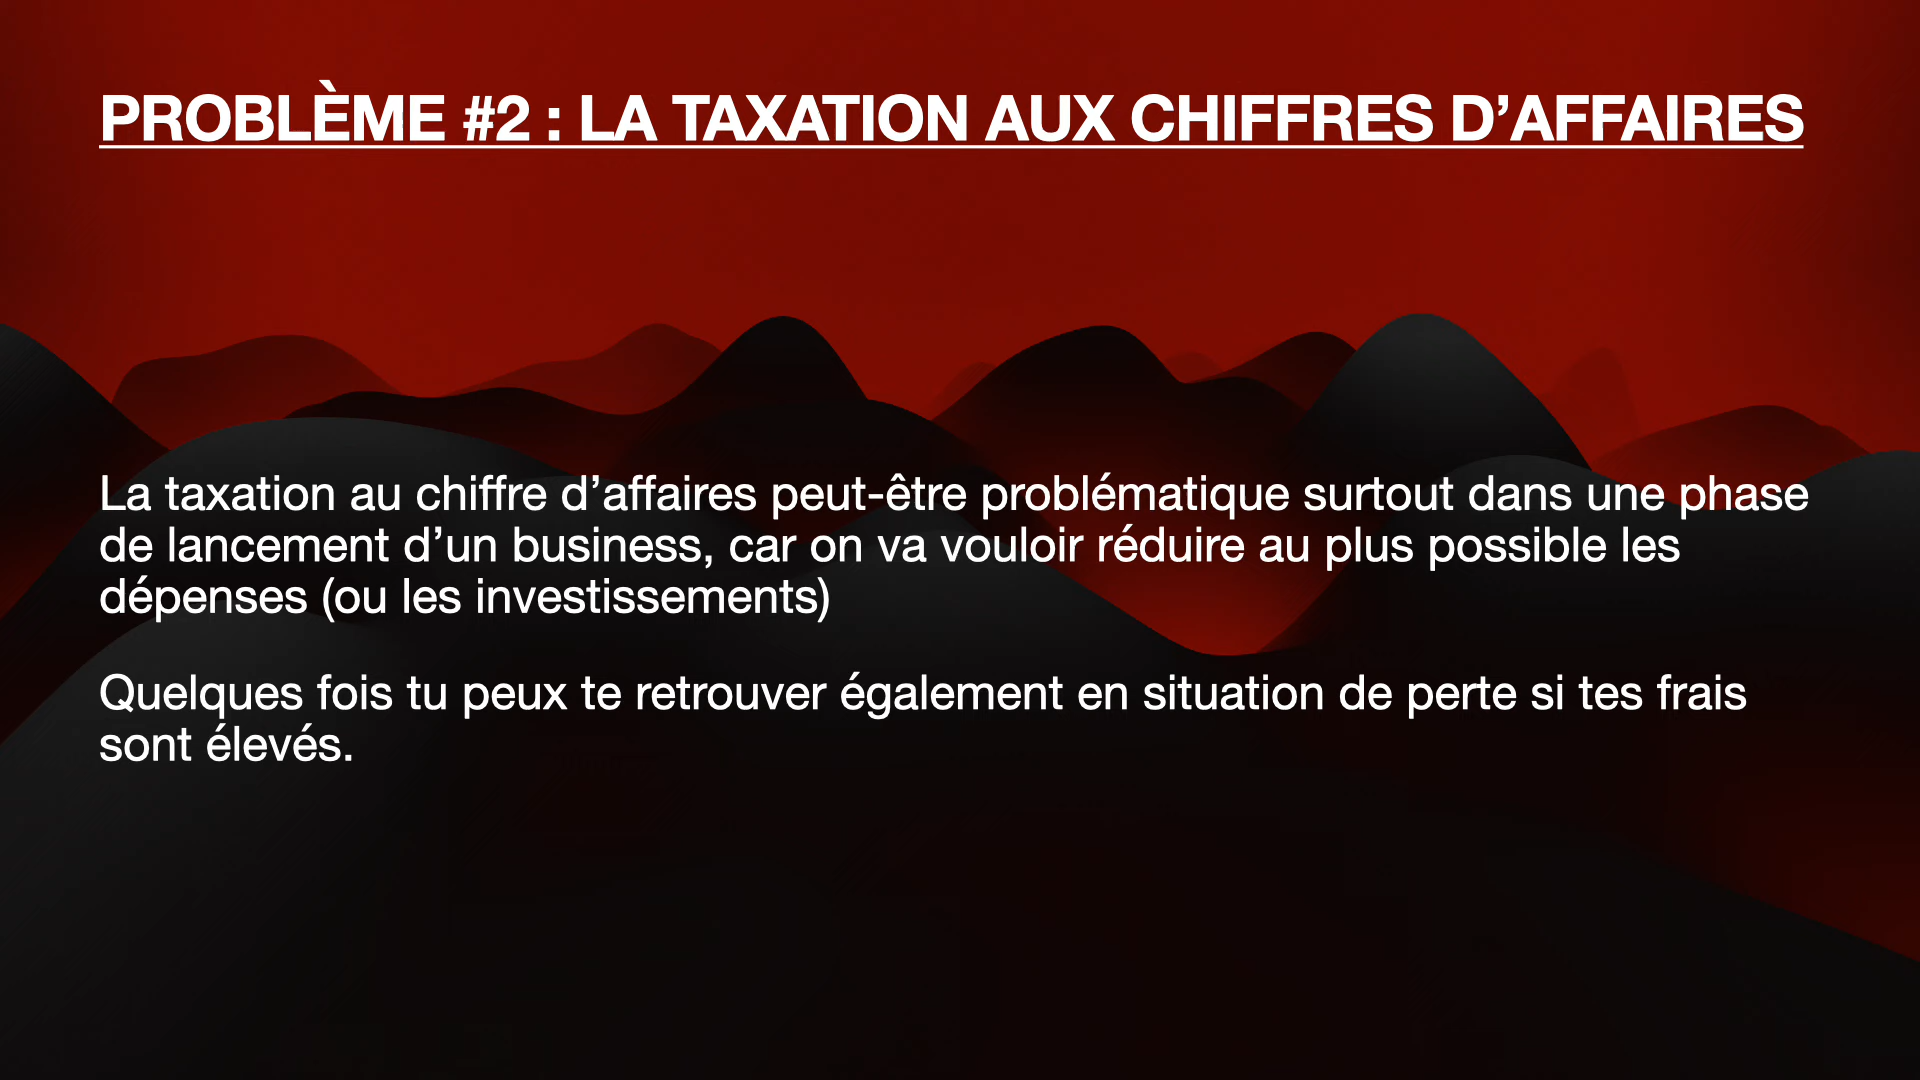 PROBLÈME #2 : LA TAXATION AUX CHIFFRES D’AFFAIRES
La taxation au chiffre d’affaires peut-être problématique surtout dans une phase
de lancement d’un business, car on va vouloir réduire au plus possible les
dépenses (ou les investissements)
Quelques fois tu peux te retrouver également en situation de perte si tes frais
sont élevés.